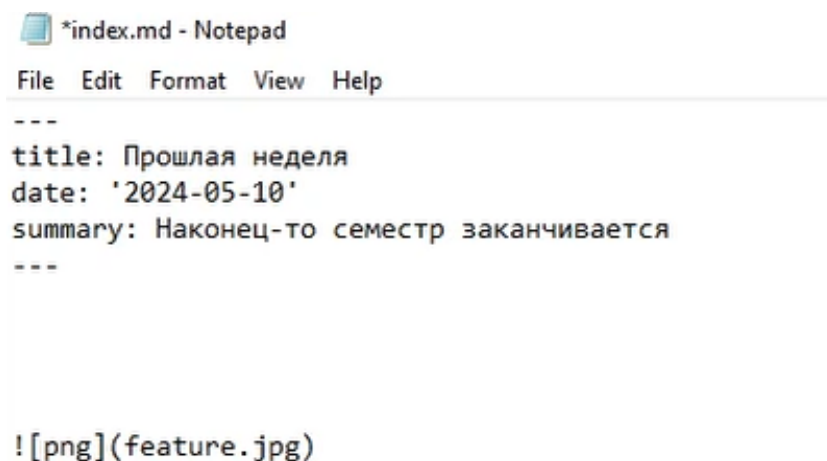 *index.md - Notepad
File Edit Format View Help
---
title: Прошлая неделя
date: '2024-05-10'
summary: Наконец-то семестр заканчивается
---
![png](feature.jpg)